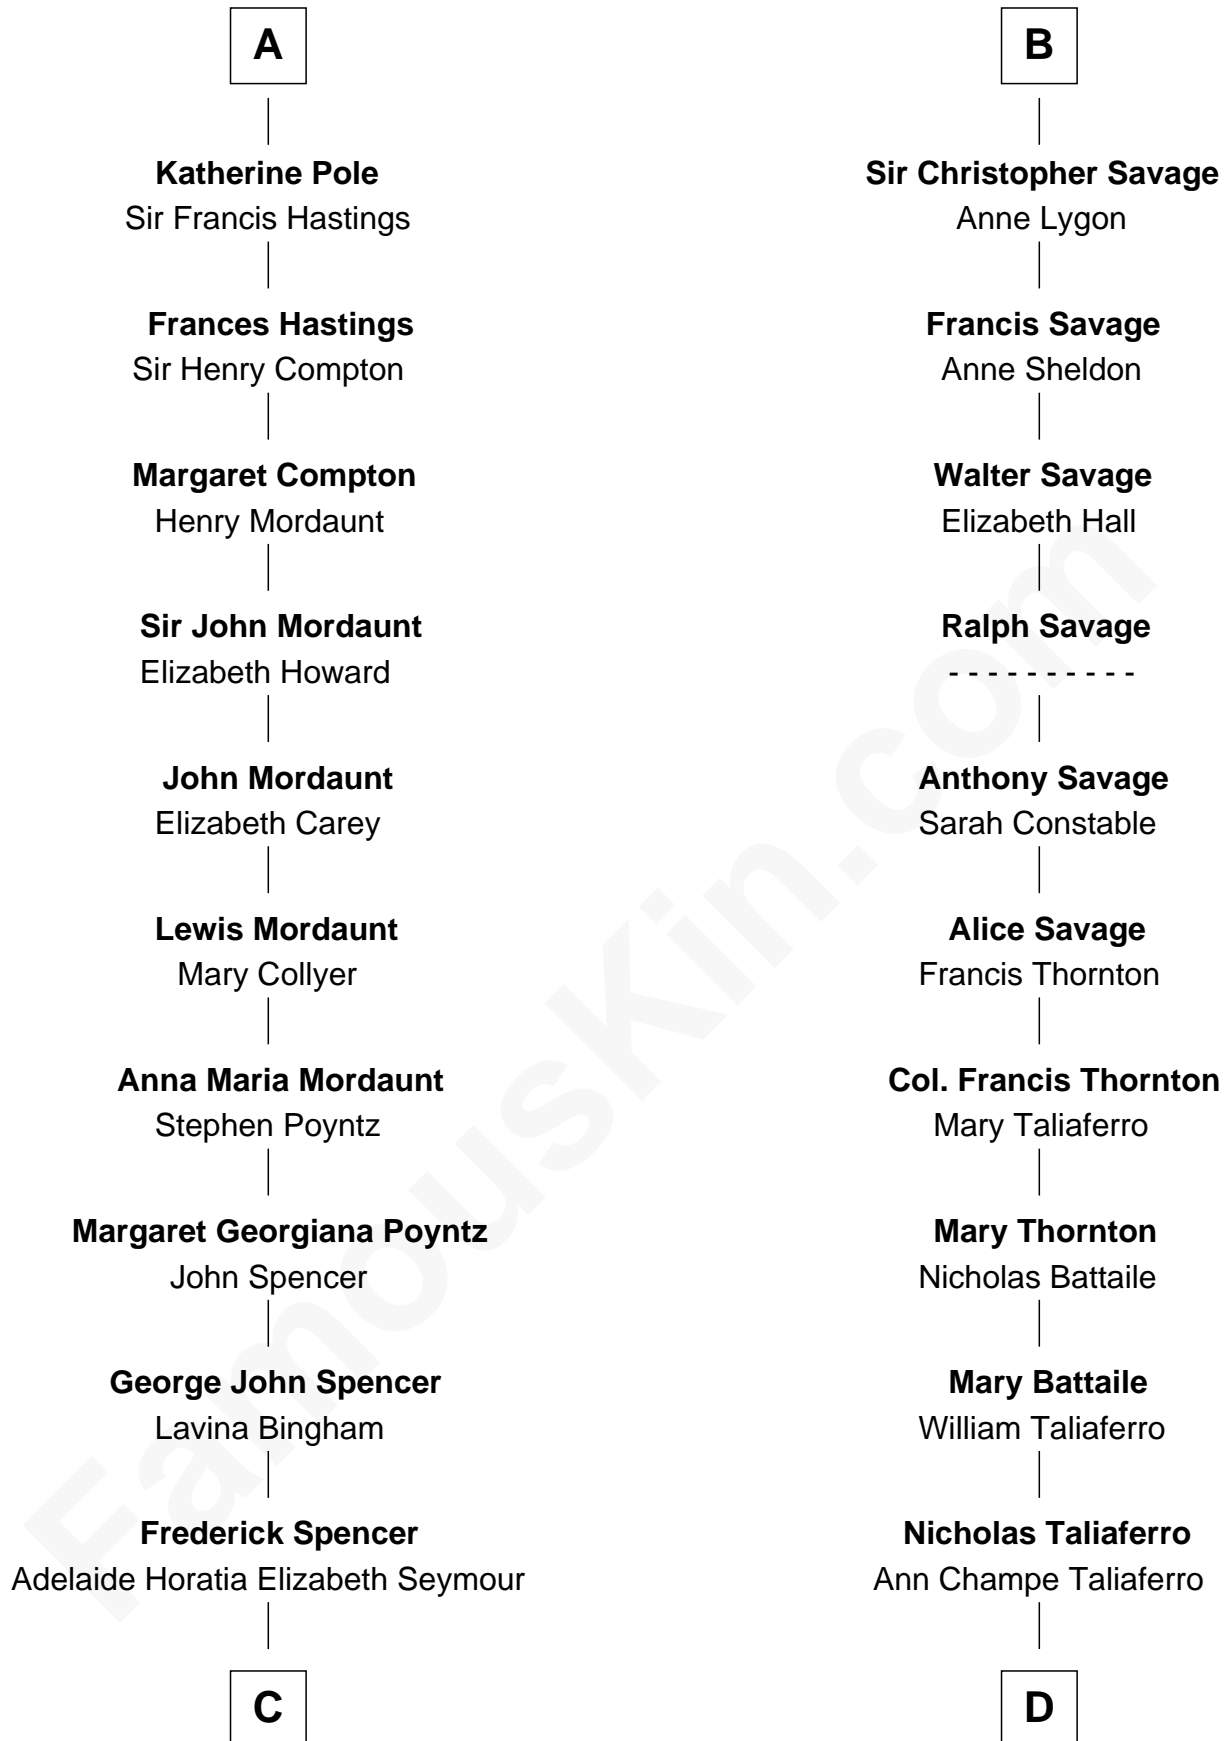 A
Katherine Pole
Sir Francis Hastings
Frances Hastings
Sir Henry Compton
Margaret Compton
Henry Mordaunt
Sir John Mordaunt
Elizabeth Howard
John Mordaunt
Elizabeth Carey
Lewis Mordaunt
Mary Collyer
Anna Maria Mordaunt
Stephen Poyntz
Margaret Georgiana Poyntz
John Spencer
George John Spencer
Lavina Bingham
Frederick Spencer
Adelaide Horatia Elizabeth Seymour
C
B
Sir Christopher Savage
Anne Lygon
Francis Savage
Anne Sheldon
Walter Savage
Elizabeth Hall
Ralph Savage
- - - - - - - - - -
Anthony Savage
Sarah Constable
Alice Savage
Francis Thornton
Col. Francis Thornton
Mary Taliaferro
Mary Thornton
Nicholas Battaile
Mary Battaile
William Taliaferro
Nicholas Taliaferro
Ann Champe Taliaferro
D
FamousKin.com